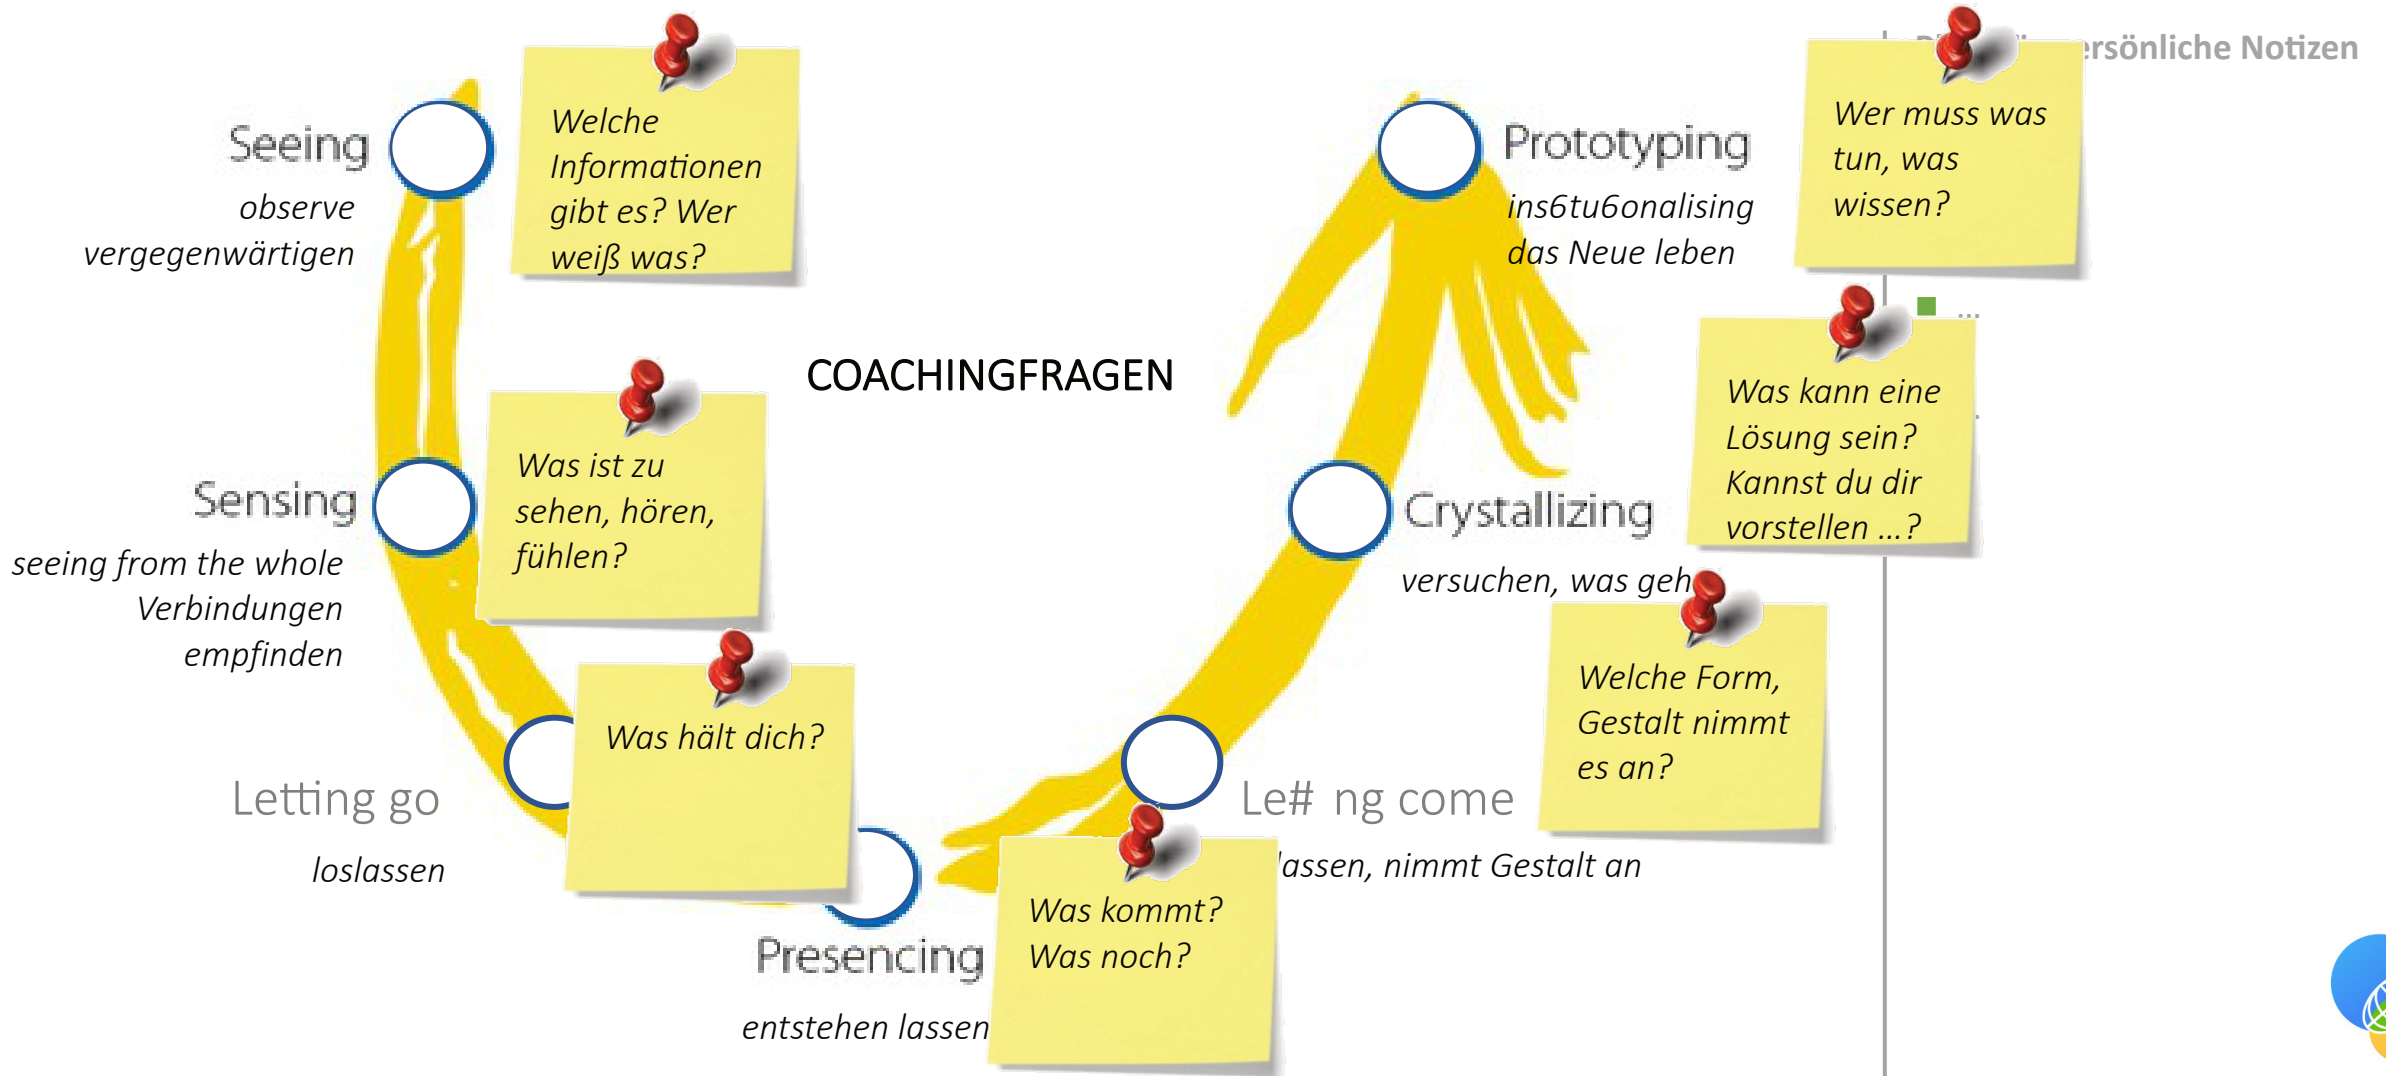 ersönliche Notizen
Seeing
observe
vergegenwärtigen
Welche
Informationen
gibt es? Wer
weiß was?
Prototyping
ins6tu6onalising
das Neue leben
Wer muss was
tun, was
wissen?
...
COACHINGFRAGEN
Sensing
seeing from the whole
Verbindungen
empfinden
Was ist zu
sehen, hören,
fühlen?
Crystallizing
versuchen, was geh
Was kann eine
Lösung sein?
Kannst du dir
vorstellen ...?
Letting go
loslassen
Was hält dich?
Le# ng come
lassen, nimmt Gestalt an
Welche Form,
Gestalt nimmt
es an?
Presencing
entstehen lassen
Was kommt?
Was noch?